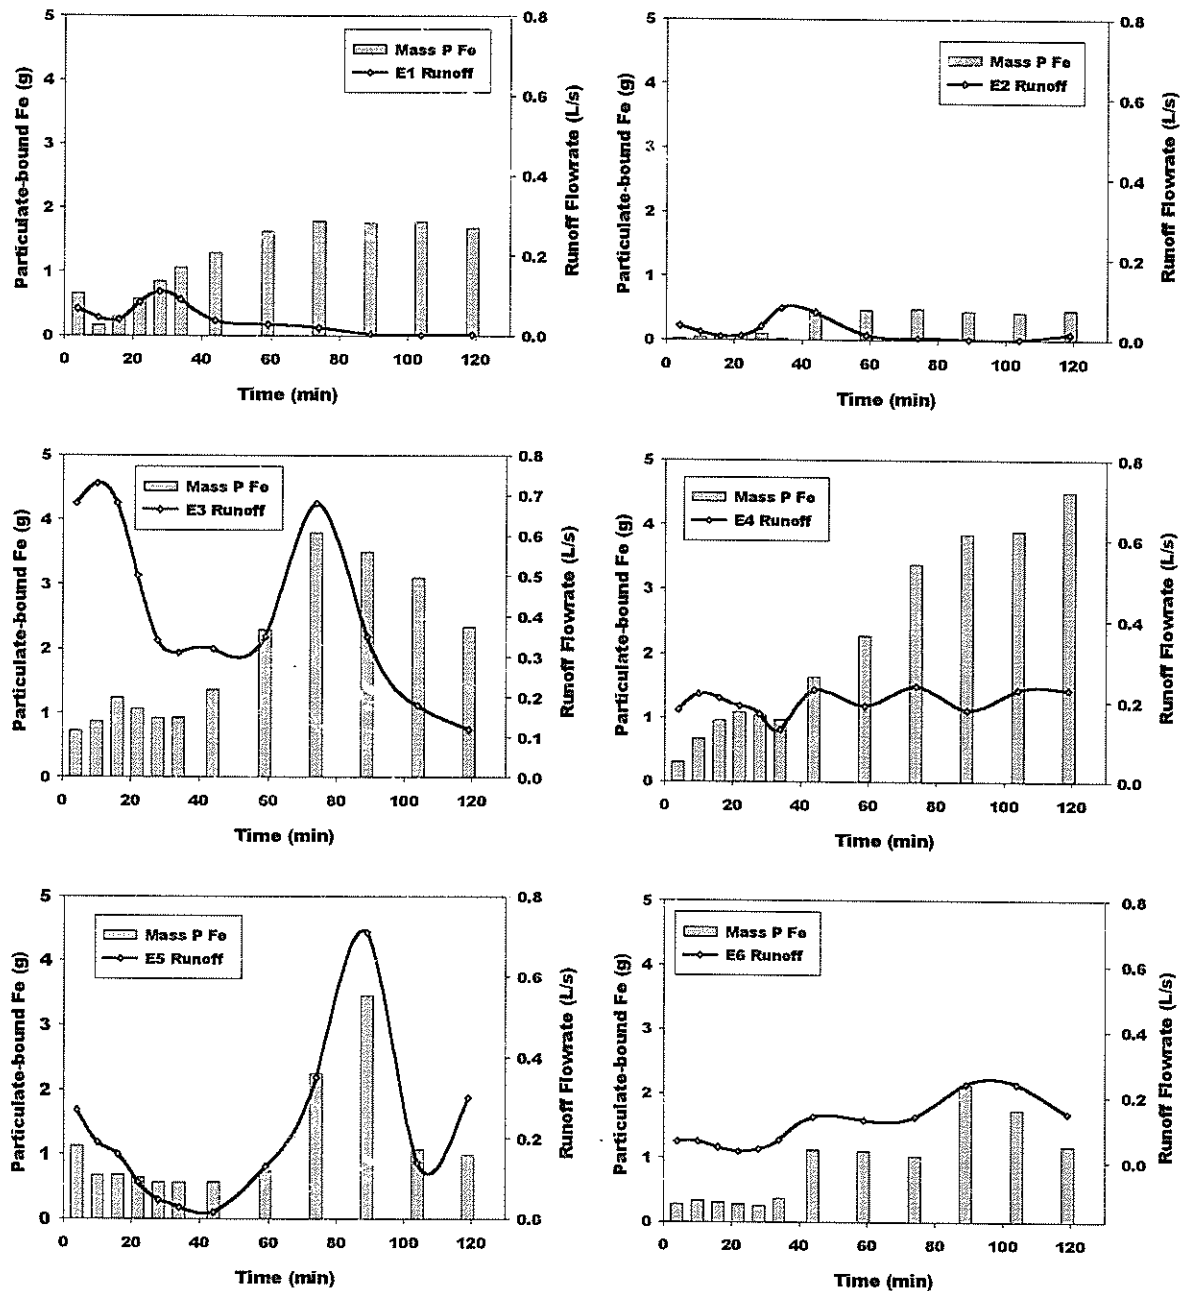 Particulate-bound Fe (g)
5
4
3
2
1
0
Mass P Fe
E1 Runoff
0.8
0.6
0.4
0.2
0.0
Runoff Flowrate (L/s)
0 20 40 60 80 100 120
Time (min)
Particulate-bound Fe (g)
5
4
3
2
1
0
Mass P Fe
E2 Runoff
0.8
0.6
0.4
0.2
0.0
Runoff Flowrate (L/s)
0 20 40 60 80 100 120
Time (min)
Particulate-bound Fe (g)
5
4
3
2
1
0
Mass P Fe
E3 Runoff
0.8
0.7
0.6
0.5
0.4
0.3
0.2
0.1
0.0
Runoff Flowrate (L/s)
0 20 40 60 80 100 120
Time (min)
Particulate-bound Fe (g)
5
4
3
2
1
0
Mass P Fe
E4 Runoff
0.8
0.6
0.4
0.2
0.0
Runoff Flowrate (L/s)
0 20 40 60 80 100 120
Time (min)
Particulate-bound Fe (g)
5
4
3
2
1
0
Mass P Fe
E5 Runoff
0.8
0.6
0.4
0.2
0.0
Runoff Flowrate (L/s)
0 20 40 60 80 100 120
Time (min)
Particulate-bound Fe (g)
5
4
3
2
1
0
Mass P Fe
E6 Runoff
0.8
0.6
0.4
0.2
0.0
Runoff Flowrate (L/s)
0 20 40 60 80 100 120
Time (min)